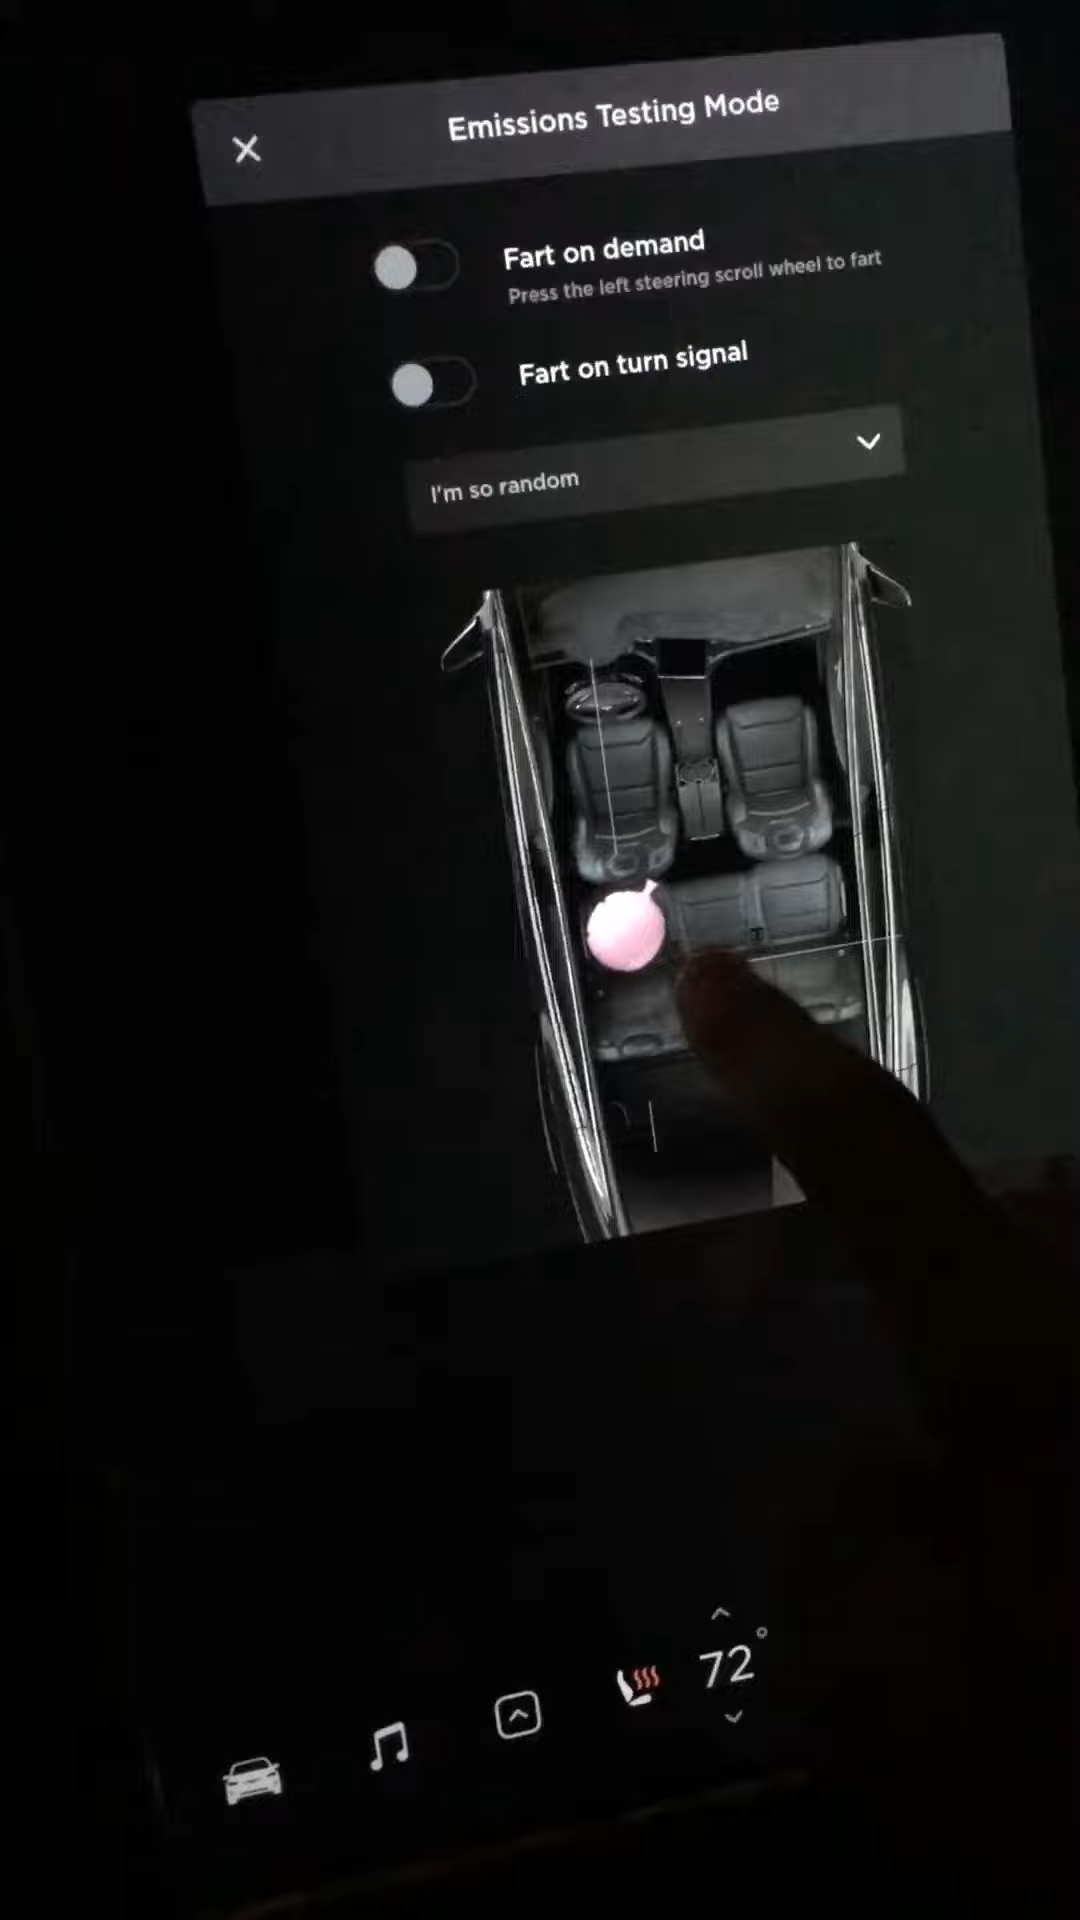 Emissions Testing Mode
Fart on demand
Press the left steering scroll wheel to fart
Fart on turn signal
I'm so random
72°